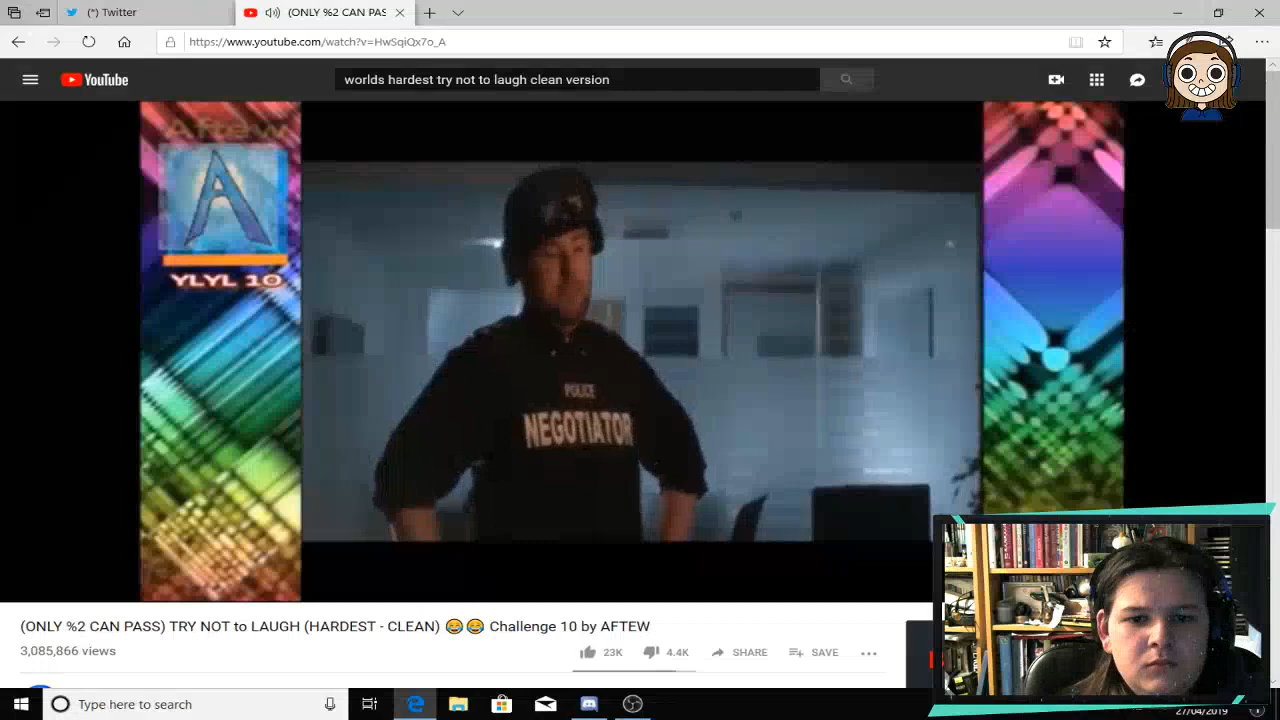 (*) Twitter
(ONLY %2 CAN PAS
https://www.youtube.com/watch?v=HwSqiQx7o_A
YouTube
worlds hardest try not to laugh clean version
Aftew
A
YLYL 10
POLICE
NEGOTIATOR
(ONLY %2 CAN PASS) TRY NOT to LAUGH (HARDEST - CLEAN) 😂😂 Challenge 10 by AFTEW
3,085,866 views
23K
4.4K
SHARE
SAVE
Type here to search
27/04/2019